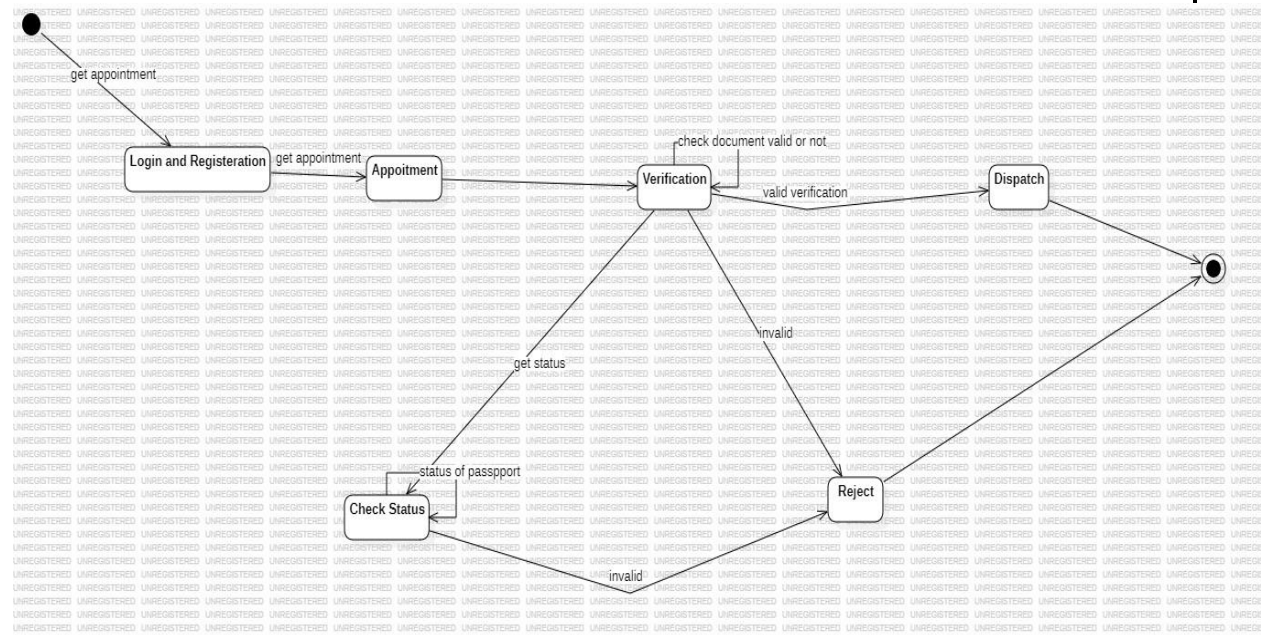 get appointment
Login and Registeration
get appointment
Appoitment
check document valid or not
Verification
valid verification
Dispatch
invalid
get status
status of passpport
Check Status
Reject
invalid
UNREGISTERED